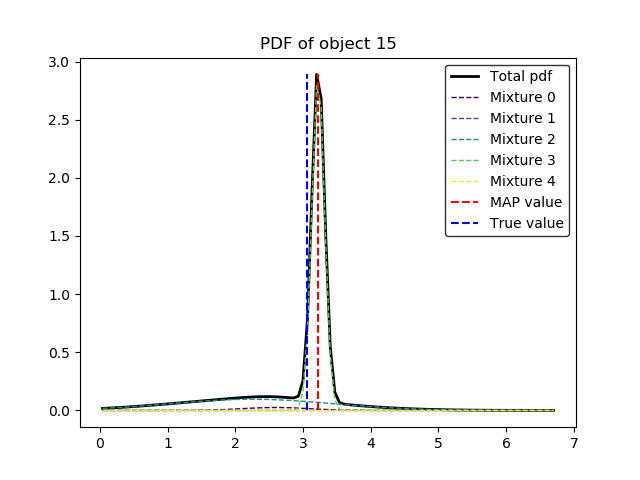 PDF of object 15
3.0
2.5
2.0
1.5
1.0
0.5
0.0
0 1 2 3 4 5 6 7
Total pdf
Mixture 0
Mixture 1
Mixture 2
Mixture 3
Mixture 4
MAP value
True value